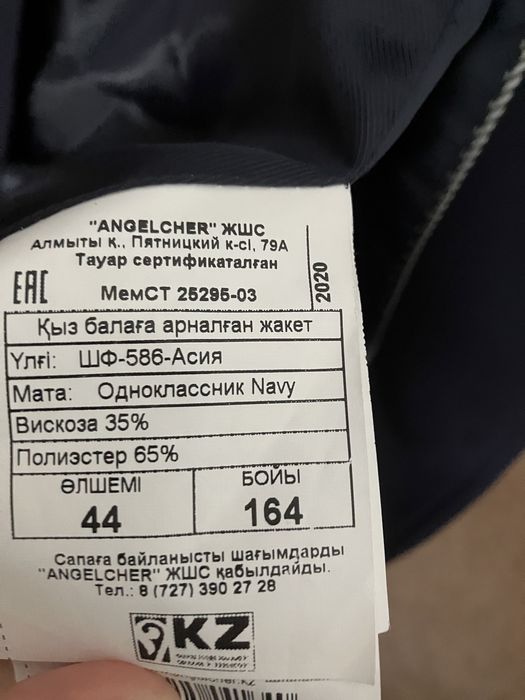 "ANGELCHER" ЖШС
Алмыты қ., Пятницкий к-сі, 79А
Тауар сертификаталған
ЕАС
МемСТ 25295-03
2020
Қыз балаға арналған жакет
Үлгі: ШФ-586-Асия
Мата: Одноклассник Navy
Вискоза 35%
Полиэстер 65%
ӨЛШЕМІ БОЙЫ
44 164
Сапаға байланысты шағымдарды
"ANGELCHER" ЖШС қабылдайды.
Тел.: 8 (727) 390 27 28
KZ